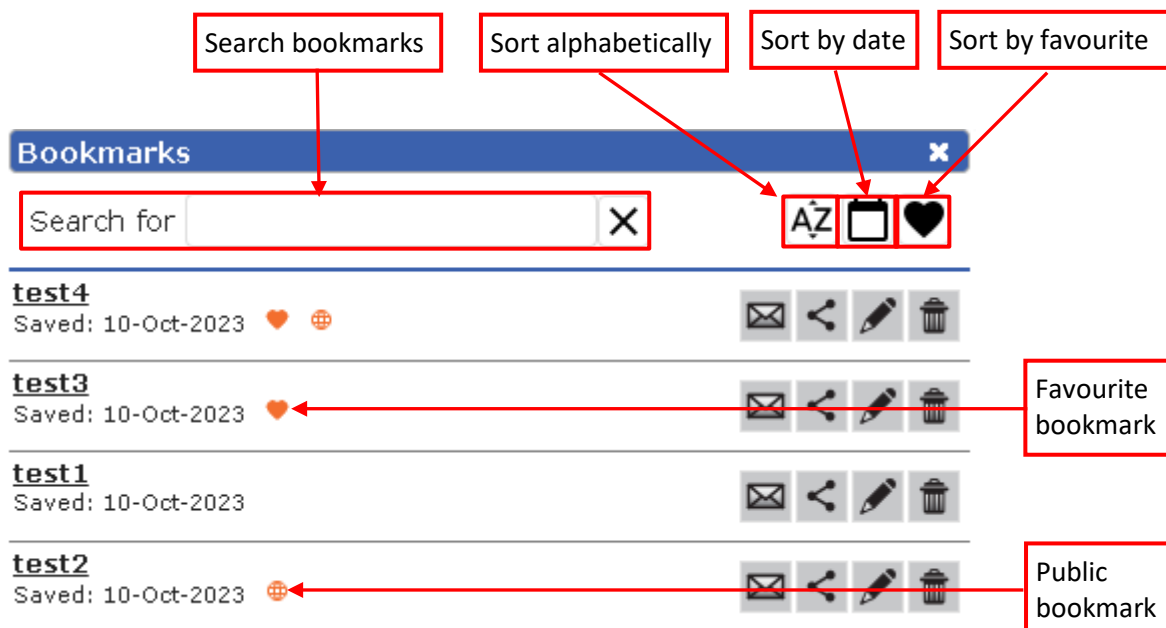 Search bookmarks
Sort alphabetically
Sort by date
Sort by favourite
Bookmarks
Search for
AZ
test4
Saved: 10-Oct-2023
test3
Saved: 10-Oct-2023
Favourite
bookmark
test1
Saved: 10-Oct-2023
test2
Saved: 10-Oct-2023
Public
bookmark